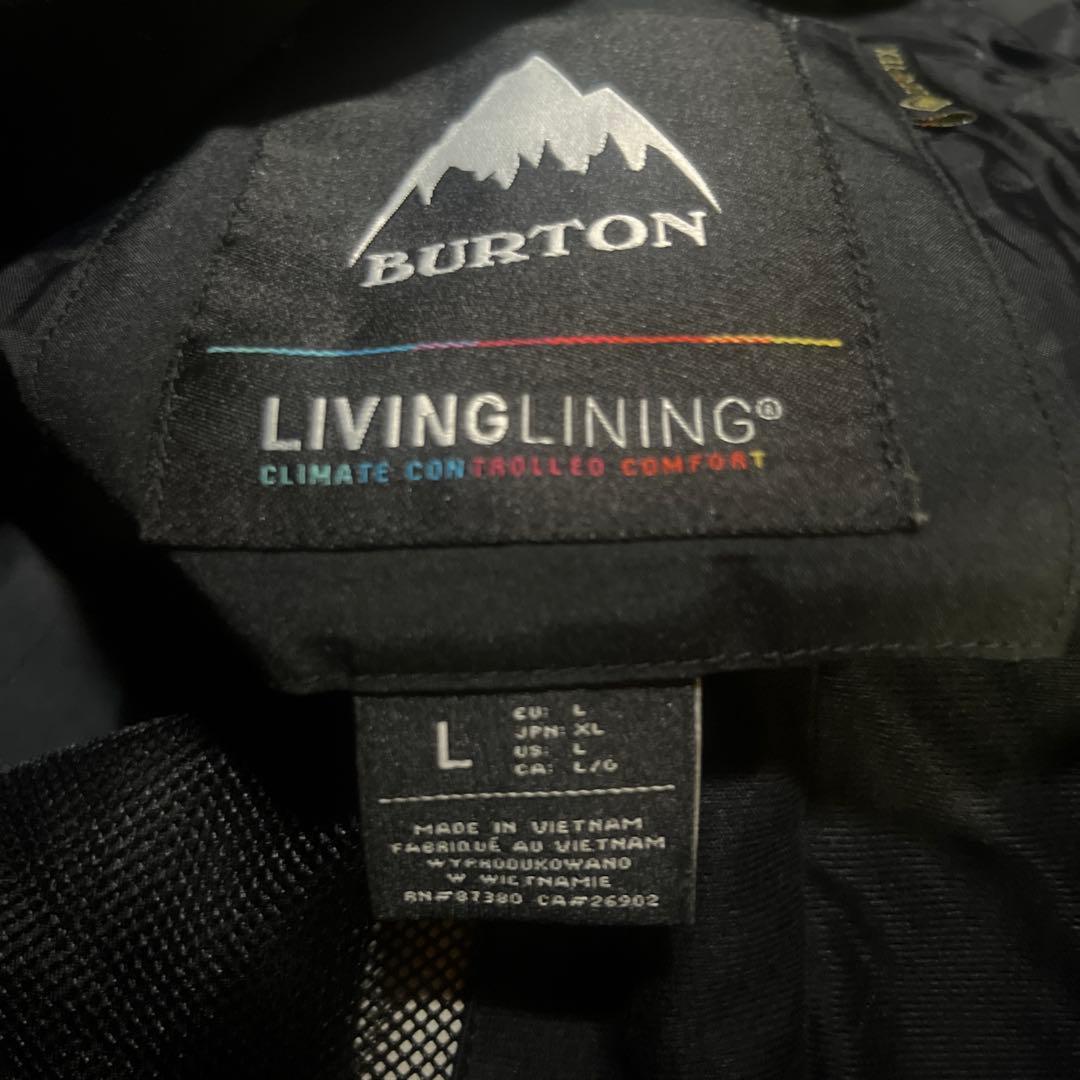 BURTON
LIVINGLINING®
CLIMATE CONTROLLED COMFORT
L
EU: L
JPN: XL
US: L
CA: L/G
MADE IN VIETNAM
FABRIQUÉ AU VIETNAM
WYPRODUKOWANO
W WIETNAMIE
RN#87380 CA#26902